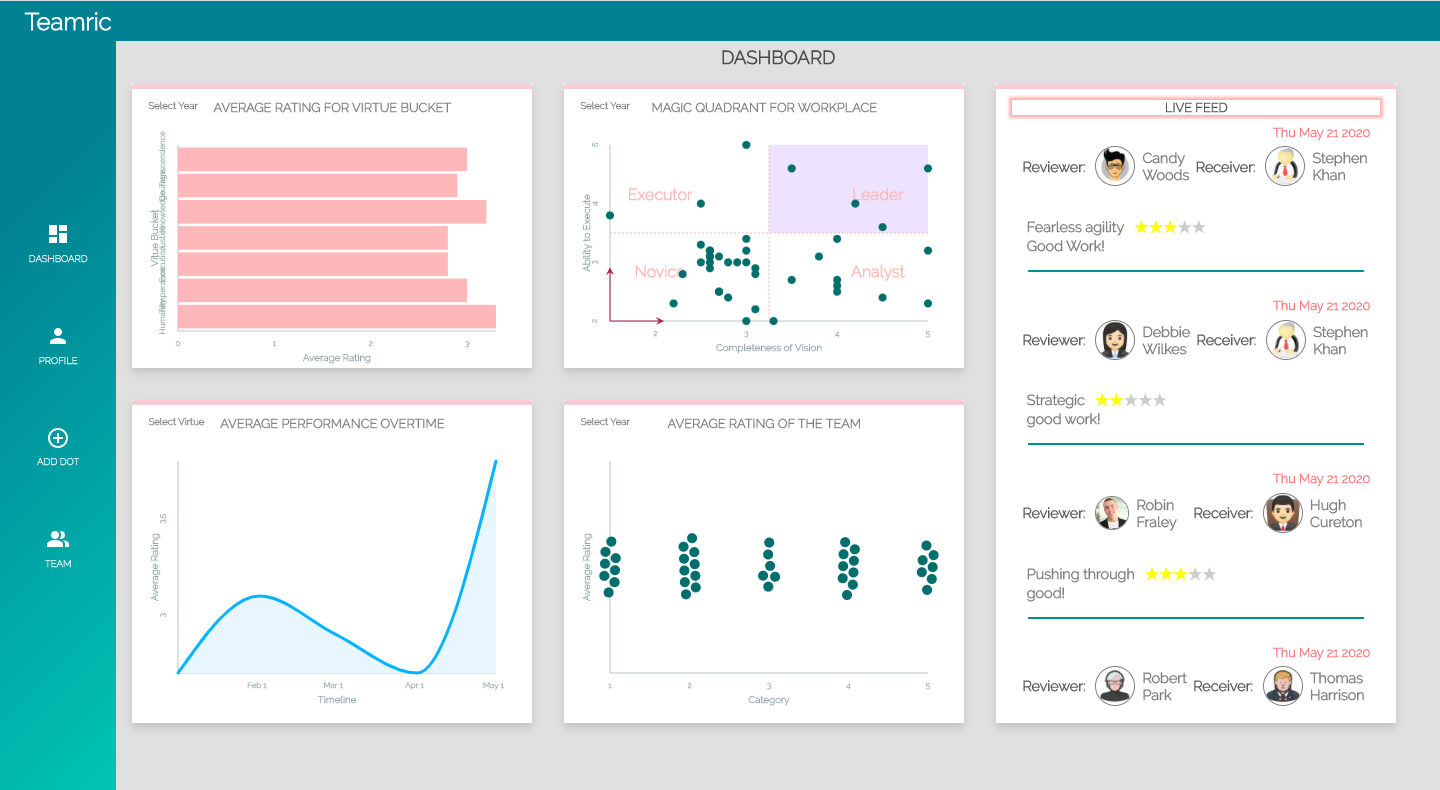 Teamric
DASHBOARD
DASHBOARD
PROFILE
ADD DOT
TEAM
Select Year
AVERAGE RATING FOR VIRTUE BUCKET
Vitue Bucket
0
1
2
3
Average Rating
Select Year
MAGIC QUADRANT FOR WORKPLACE
Executor
Leader
Novice
Analyst
Ability to Execute
5
4
3
2
2
3
4
5
Completeness of Vision
Select Virtue
AVERAGE PERFORMANCE OVERTIME
Average Rating
3.5
3
Feb 1
Mar 1
Apr 1
May 1
Timeline
Select Year
AVERAGE RATING OF THE TEAM
Average Rating
1
2
3
4
5
Category
LIVE FEED
Thu May 21 2020
Reviewer: Candy Woods Receiver: Stephen Khan
Fearless agility
Good Work!
Thu May 21 2020
Reviewer: Debbie Wilkes Receiver: Stephen Khan
Strategic
good work!
Thu May 21 2020
Reviewer: Robin Fraley Receiver: Hugh Cureton
Pushing through
good!
Thu May 21 2020
Reviewer: Robert Park Receiver: Thomas Harrison